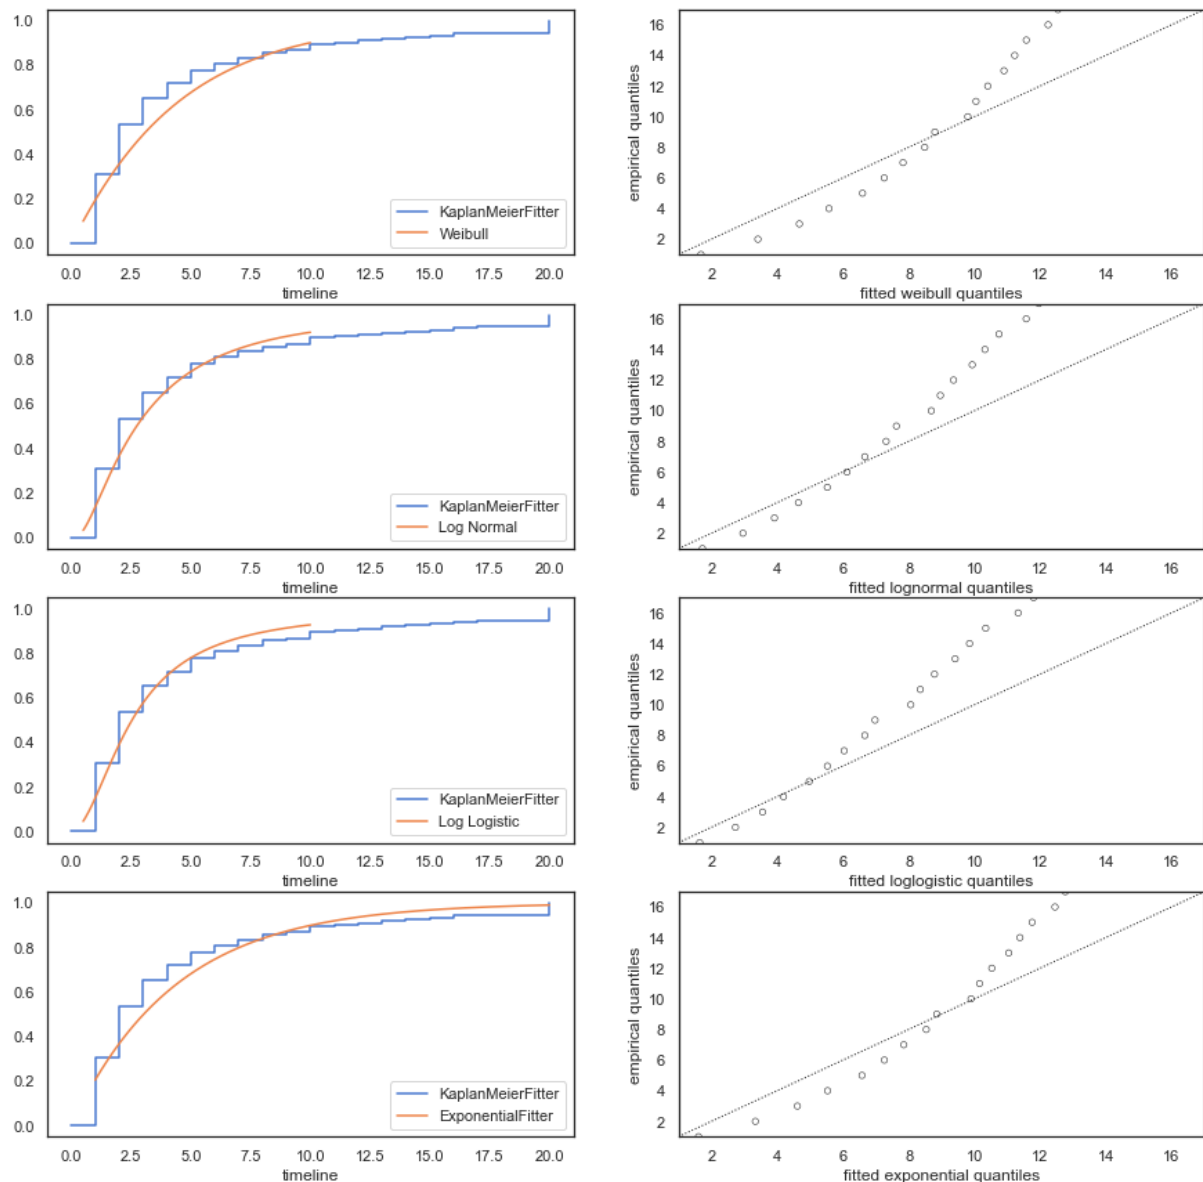 1.0
0.8
0.6
0.4
0.2
0.0
KaplanMeierFitter
Weibull
0.0 2.5 5.0 7.5 10.0 12.5 15.0 17.5 20.0
timeline
empirical quantiles
16
14
12
10
8
6
4
2
2 4 6 8 10 12 14 16
fitted weibull quantiles
1.0
0.8
0.6
0.4
0.2
0.0
KaplanMeierFitter
Log Normal
0.0 2.5 5.0 7.5 10.0 12.5 15.0 17.5 20.0
timeline
empirical quantiles
16
14
12
10
8
6
4
2
2 4 6 8 10 12 14 16
fitted lognormal quantiles
1.0
0.8
0.6
0.4
0.2
0.0
KaplanMeierFitter
Log Logistic
0.0 2.5 5.0 7.5 10.0 12.5 15.0 17.5 20.0
timeline
empirical quantiles
16
14
12
10
8
6
4
2
2 4 6 8 10 12 14 16
fitted loglogistic quantiles
1.0
0.8
0.6
0.4
0.2
0.0
KaplanMeierFitter
ExponentialFitter
0.0 2.5 5.0 7.5 10.0 12.5 15.0 17.5 20.0
timeline
empirical quantiles
16
14
12
10
8
6
4
2
2 4 6 8 10 12 14 16
fitted exponential quantiles